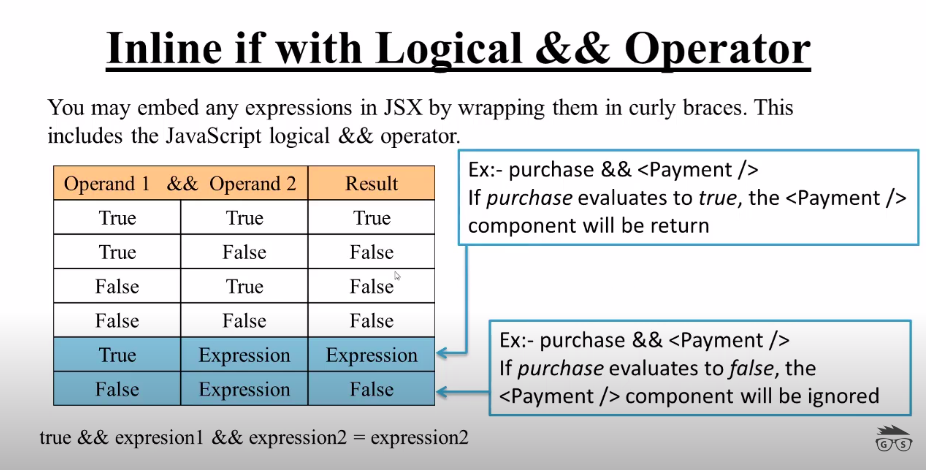 Inline if with Logical && Operator
You may embed any expressions in JSX by wrapping them in curly braces. This
includes the JavaScript logical && operator.
Operand 1 && Operand 2 Result
True True True
True False False
False True False
False False False
True Expression Expression
False Expression False
Ex:- purchase && <Payment />
If purchase evaluates to true, the <Payment />
component will be return
Ex:- purchase && <Payment />
If purchase evaluates to false, the
<Payment /> component will be ignored
true && expresion1 && expression2 = expression2
G S